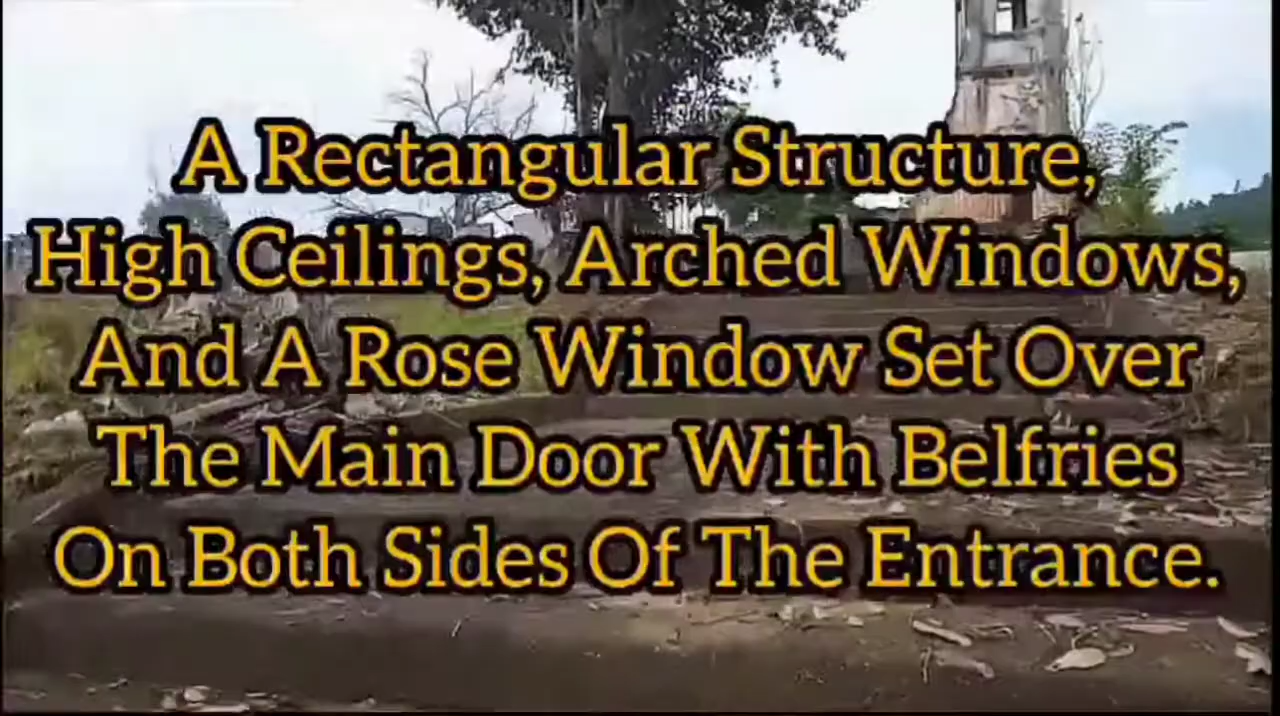 A Rectangular Structure,
High Ceilings, Arched Windows,
And A Rose Window Set Over
The Main Door With Belfries
On Both Sides Of The Entrance.